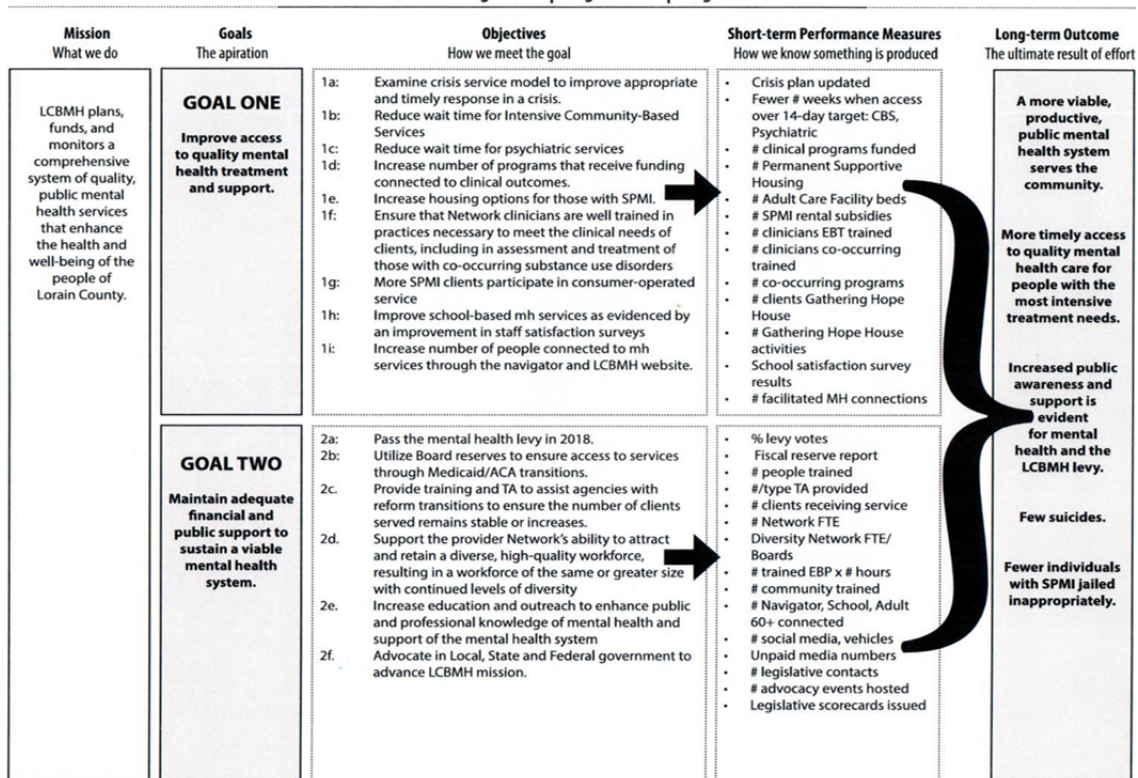 Mission
What we do
Goals
The apiration
Objectives
How we meet the goal
Short-term Performance Measures
How we know something is produced
Long-term Outcome
The ultimate result of effort
LCBMH plans,
funds, and
monitors a
comprehensive
system of quality,
public mental
health services
that enhance
the health and
well-being of the
people of
Lorain County.
GOAL ONE
Improve access
to quality mental
health treatment
and support.
1a: Examine crisis service model to improve appropriate
and timely response in a crisis.
1b: Reduce wait time for Intensive Community-Based
Services
1c: Reduce wait time for psychiatric services
1d: Increase number of programs that receive funding
connected to clinical outcomes.
1e. Increase housing options for those with SPMI.
1f: Ensure that Network clinicians are well trained in
practices necessary to meet the clinical needs of
clients, including in assessment and treatment of
those with co-occurring substance use disorders
1g: More SPMI clients participate in consumer-operated
service
1h: Improve school-based mh services as evidenced by
an improvement in staff satisfaction surveys
1i: Increase number of people connected to mh
services through the navigator and LCBMH website.
• Crisis plan updated
• Fewer # weeks when access
over 14-day target: CBS,
Psychiatric
• # clinical programs funded
• # Permanent Supportive
Housing
• # Adult Care Facility beds
• # SPMI rental subsidies
• # clinicians EBT trained
• # clinicians co-occurring
trained
• # co-occurring programs
• # clients Gathering Hope
House
• # Gathering Hope House
activities
• School satisfaction survey
results
• # facilitated MH connections
GOAL TWO
Maintain adequate
financial and
public support to
sustain a viable
mental health
system.
2a: Pass the mental health levy in 2018.
2b: Utilize Board reserves to ensure access to services
through Medicaid/ACA transitions.
2c. Provide training and TA to assist agencies with
reform transitions to ensure the number of clients
served remains stable or increases.
2d. Support the provider Network's ability to attract
and retain a diverse, high-quality workforce,
resulting in a workforce of the same or greater size
with continued levels of diversity
2e. Increase education and outreach to enhance public
and professional knowledge of mental health and
support of the mental health system
2f. Advocate in Local, State and Federal government to
advance LCBMH mission.
• % levy votes
• Fiscal reserve report
• # people trained
• #/type TA provided
• # clients receiving service
• # Network FTE
• Diversity Network FTE/
Boards
• # trained EBP x # hours
• # community trained
• # Navigator, School, Adult
60+ connected
• # social media, vehicles
• Unpaid media numbers
• # legislative contacts
• # advocacy events hosted
• Legislative scorecards issued
A more viable,
productive,
public mental
health system
serves the
community.
More timely access
to quality mental
health care for
people with the
most intensive
treatment needs.
Increased public
awareness and
support is
evident
for mental
health and the
LCBMH levy.
Few suicides.
Fewer individuals
with SPMI jailed
inappropriately.